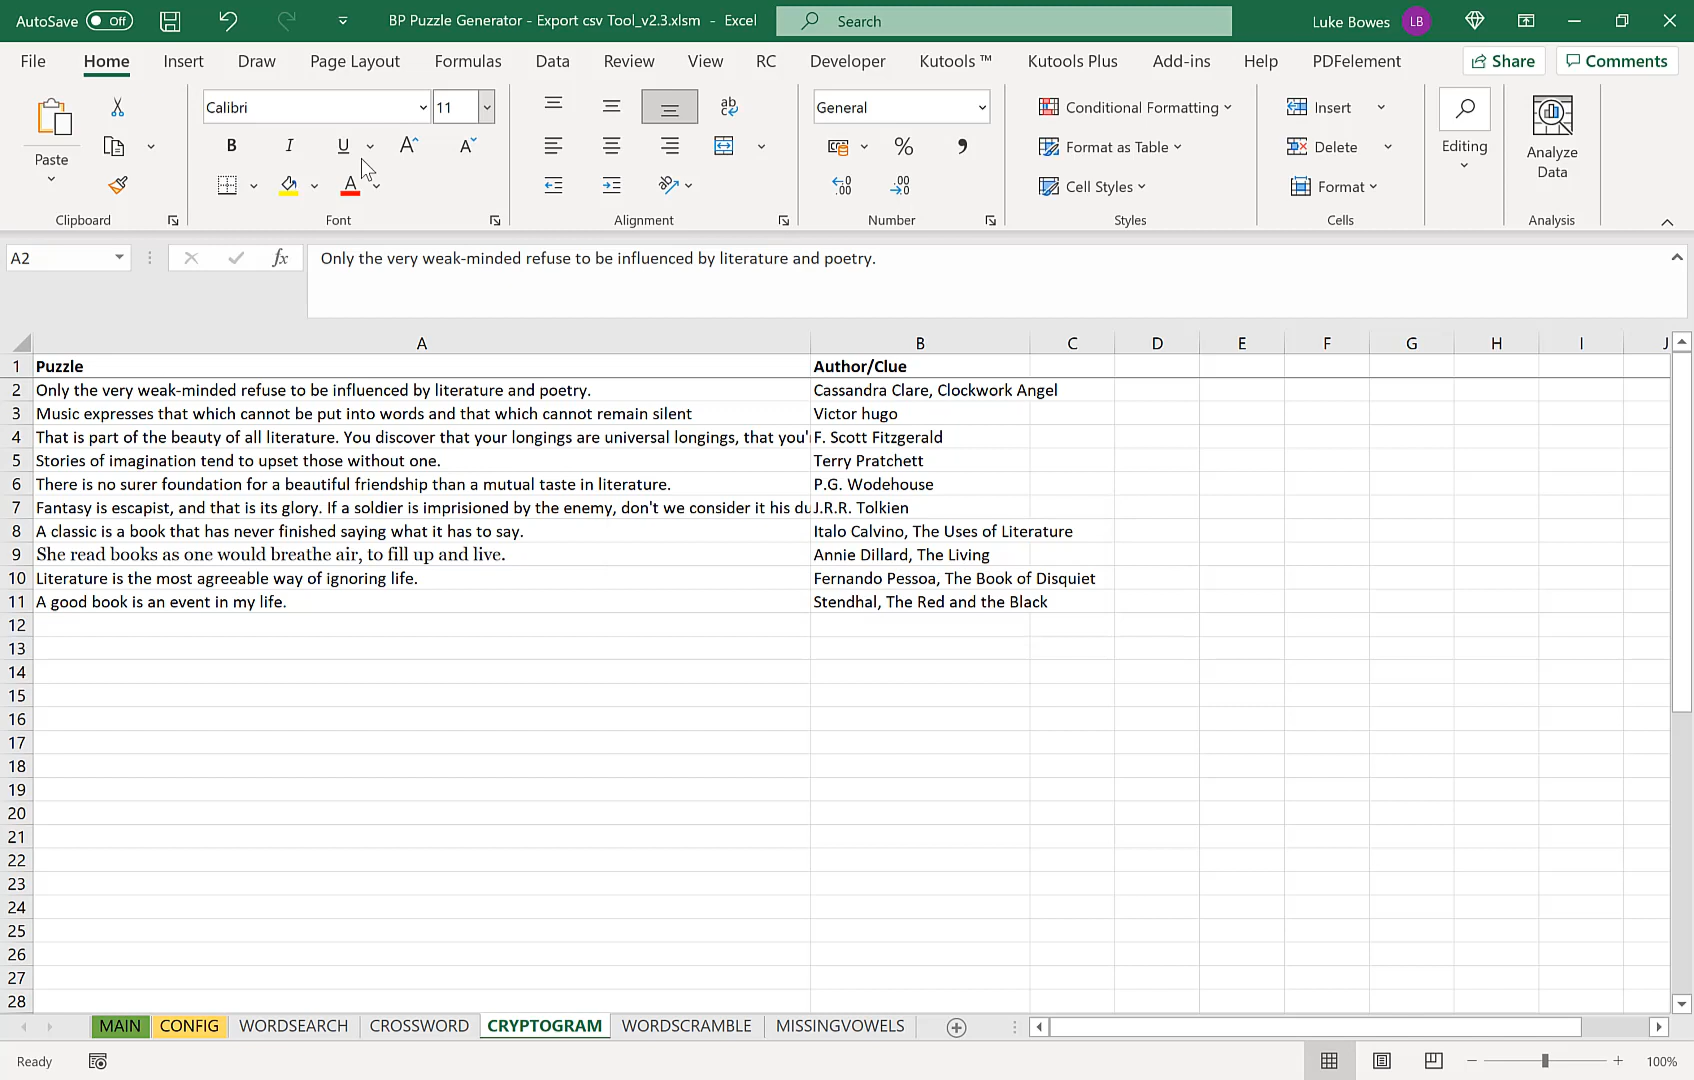 AutoSave Off BP Puzzle Generator - Export csv Tool_v2.3.xlsm - Excel Search Luke Bowes LB
File Home Insert Draw Page Layout Formulas Data Review View RC Developer Kutools ™ Kutools Plus Add-ins Help PDFelement Share Comments
Paste
Clipboard
Calibri 11
B I U A A
A
Font
ab
ab
Alignment
General
% 9
.00 .00
Number
Conditional Formatting
Format as Table
Cell Styles
Styles
Insert
Delete
Format
Cells
Editing
Analyze
Data
Analysis
A2 fx Only the very weak-minded refuse to be influenced by literature and poetry.
A B C D E F G H I J
1 Puzzle Author/Clue
2 Only the very weak-minded refuse to be influenced by literature and poetry. Cassandra Clare, Clockwork Angel
3 Music expresses that which cannot be put into words and that which cannot remain silent Victor hugo
4 That is part of the beauty of all literature. You discover that your longings are universal longings, that you'r F. Scott Fitzgerald
5 Stories of imagination tend to upset those without one. Terry Pratchett
6 There is no surer foundation for a beautiful friendship than a mutual taste in literature. P.G. Wodehouse
7 Fantasy is escapist, and that is its glory. If a soldier is imprisioned by the enemy, don't we consider it his du J.R.R. Tolkien
8 A classic is a book that has never finished saying what it has to say. Italo Calvino, The Uses of Literature
9 She read books as one would breathe air, to fill up and live. Annie Dillard, The Living
10 Literature is the most agreeable way of ignoring life. Fernando Pessoa, The Book of Disquiet
11 A good book is an event in my life. Stendhal, The Red and the Black
12
13
14
15
16
17
18
19
20
21
22
23
24
25
26
27
28
MAIN CONFIG WORDSEARCH CROSSWORD CRYPTOGRAM WORDSCRAMBLE MISSINGVOWELS
Ready 100%